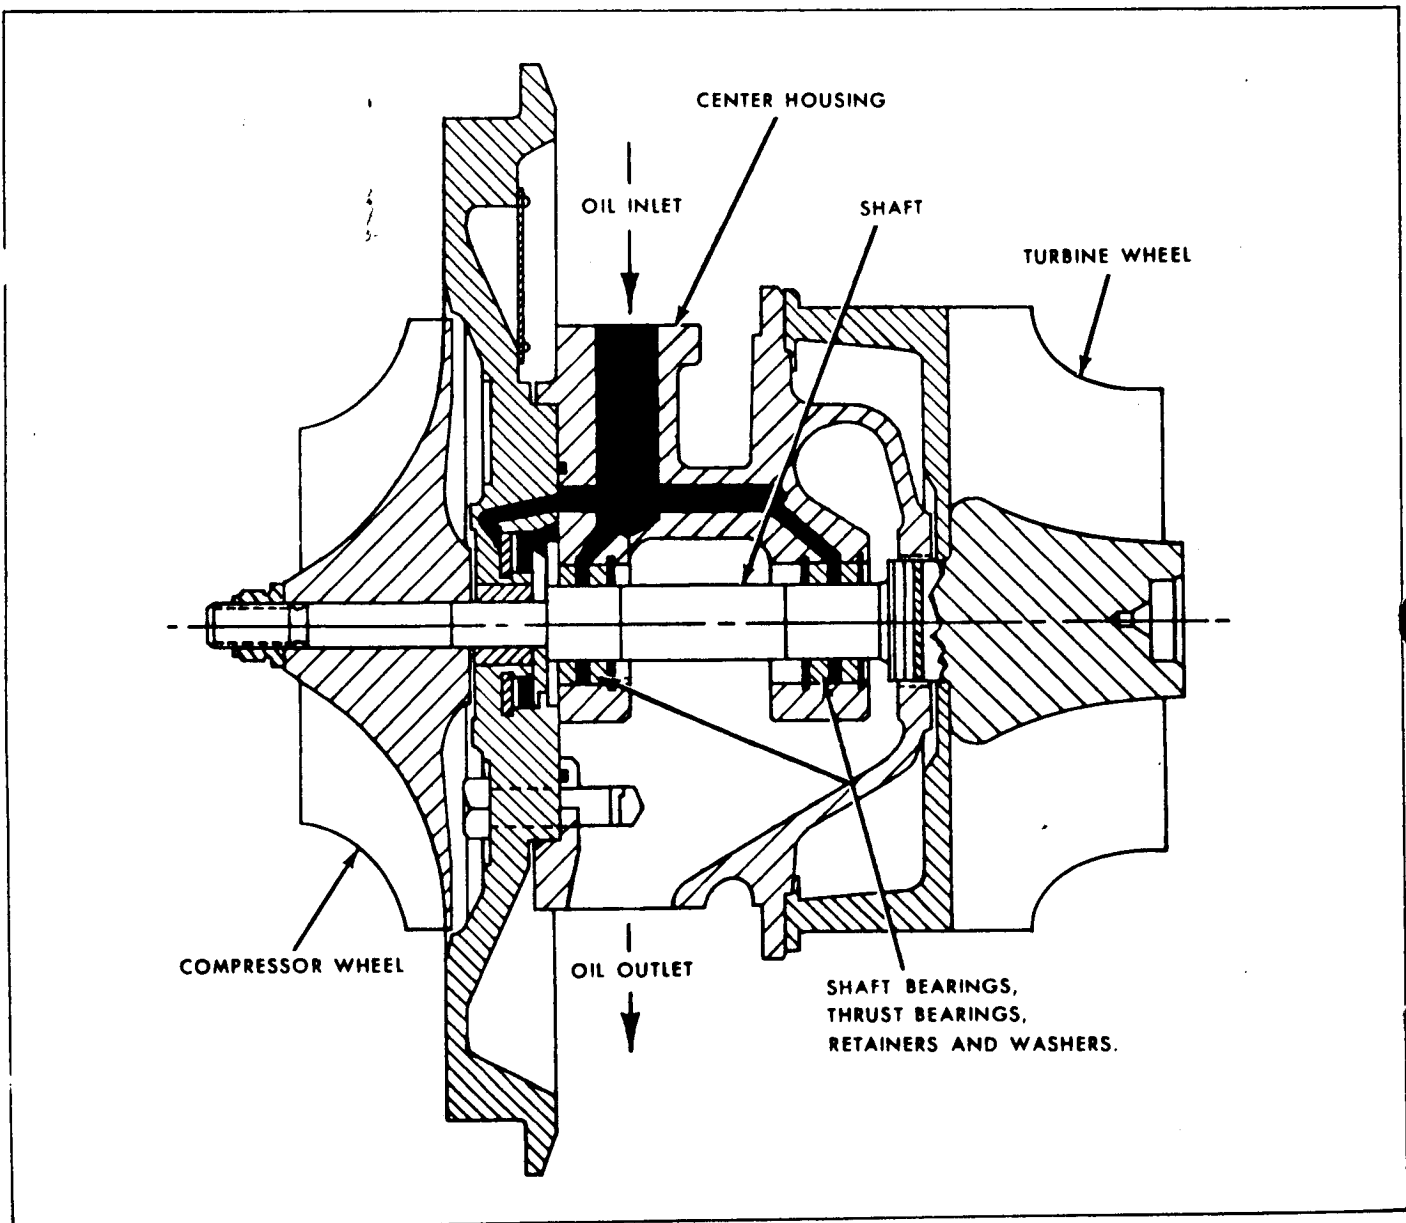 CENTER HOUSING
OIL INLET
SHAFT
TURBINE WHEEL
COMPRESSOR WHEEL
OIL OUTLET
SHAFT BEARINGS,
THRUST BEARINGS,
RETAINERS AND WASHERS.